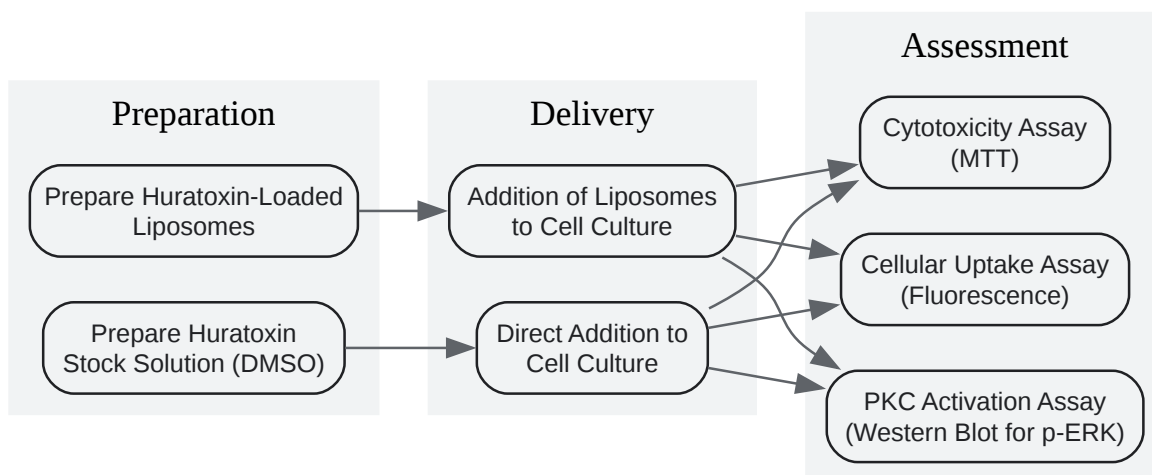 Preparation
Prepare Huratoxin-Loaded
Liposomes
Prepare Huratoxin
Stock Solution (DMSO)
Delivery
Addition of Liposomes
to Cell Culture
Direct Addition to
Cell Culture
Assessment
Cytotoxicity Assay
(MTT)
Cellular Uptake Assay
(Fluorescence)
PKC Activation Assay
(Western Blot for p-ERK)